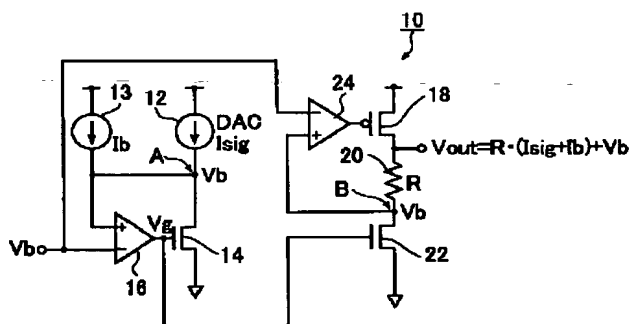 10
13
12
24
18
DAC
Ib
Isig
A
Vb
20
Vout=R·(Isig+Ib)+Vb
R
B
Vb
Vg
Vb
14
16
22